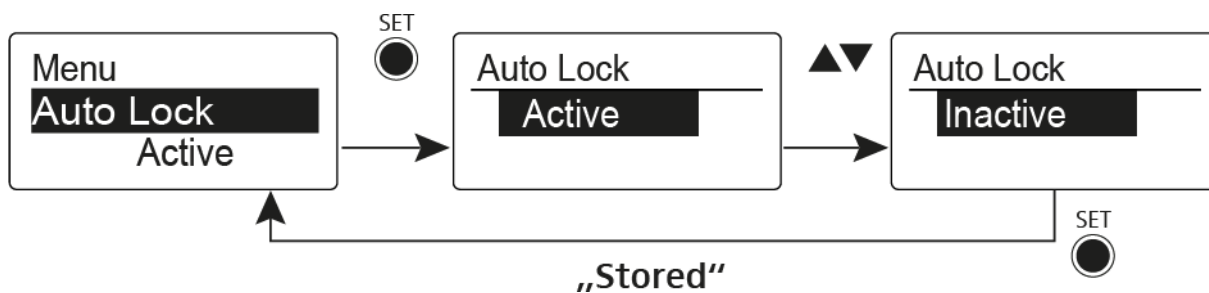 SET
Menu
Auto Lock
Active
Auto Lock
Active
▲▼
Auto Lock
Inactive
SET
„Stored“